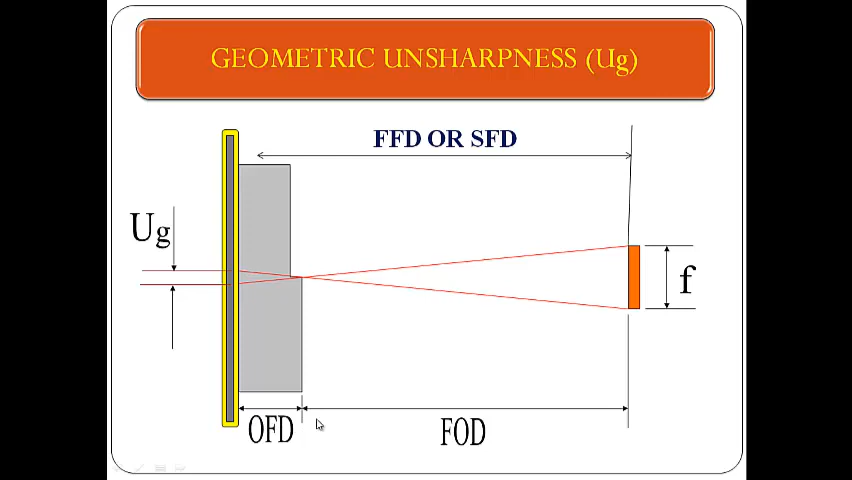 GEOMETRIC UNSHARPNESS (Ug)
FFD OR SFD
Ug
f
OFD
FOD